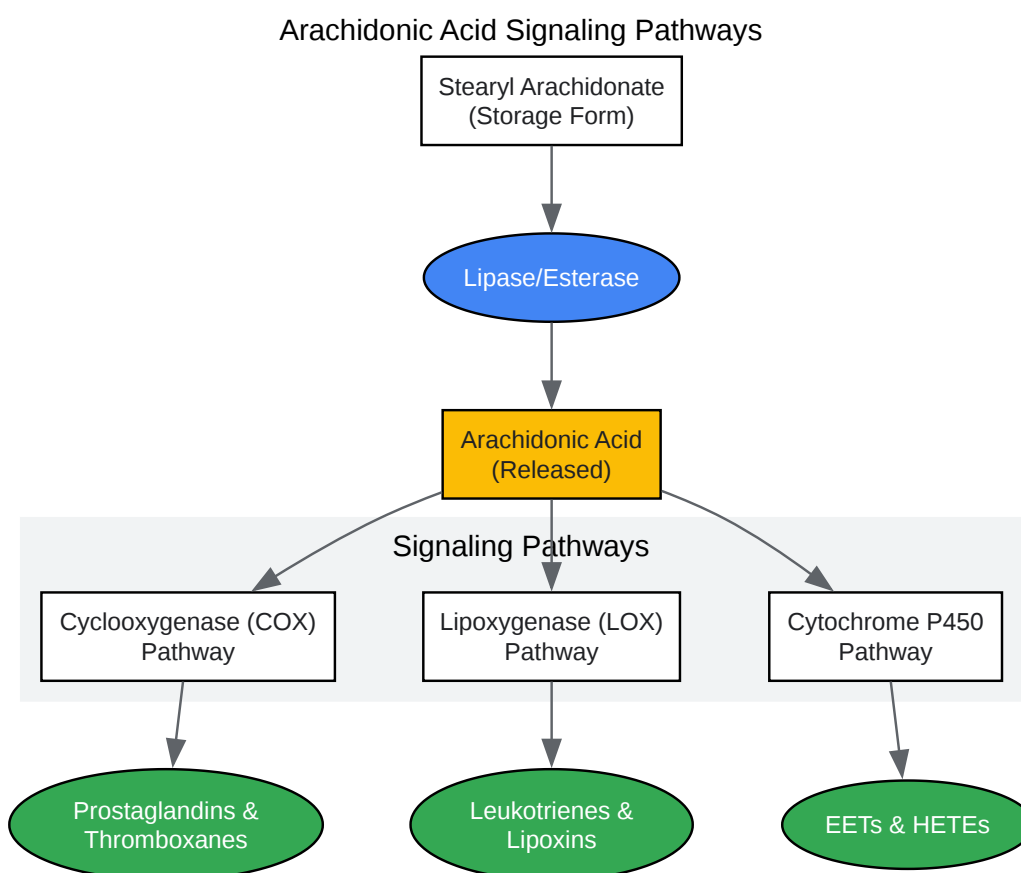 Arachidonic Acid Signaling Pathways
Stearyl Arachidonate
(Storage Form)
Lipase/Esterase
Arachidonic Acid
(Released)
Signaling Pathways
Cyclooxygenase (COX)
Pathway
Lipoxygenase (LOX)
Pathway
Cytochrome P450
Pathway
Prostaglandins &
Thromboxanes
Leukotrienes &
Lipoxins
EETs & HETEs